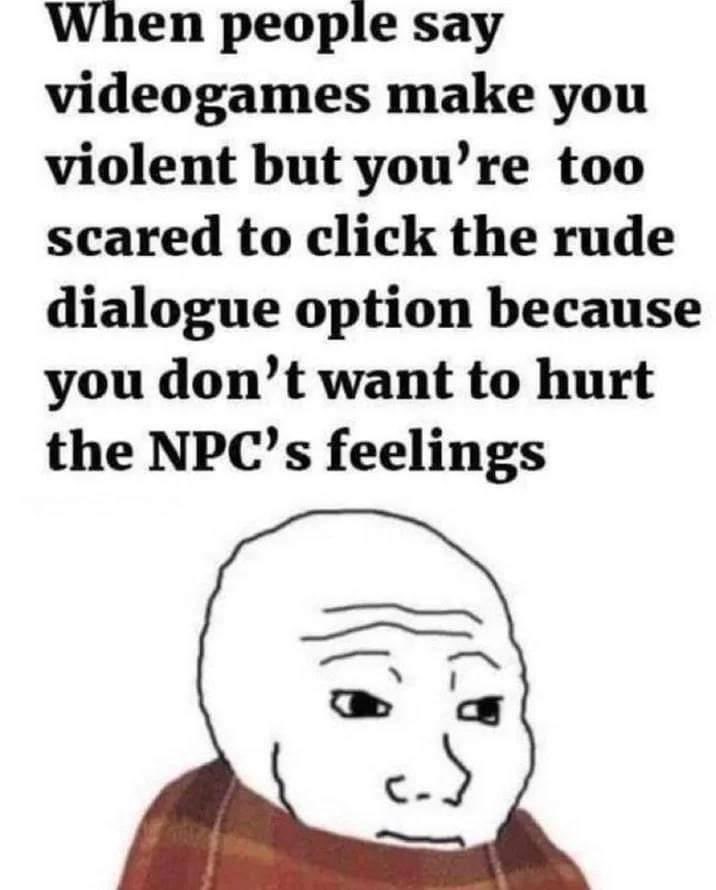 When people say
videogames make you
violent but you’re too
scared to click the rude
dialogue option because
you don’t want to hurt
the NPC’s feelings